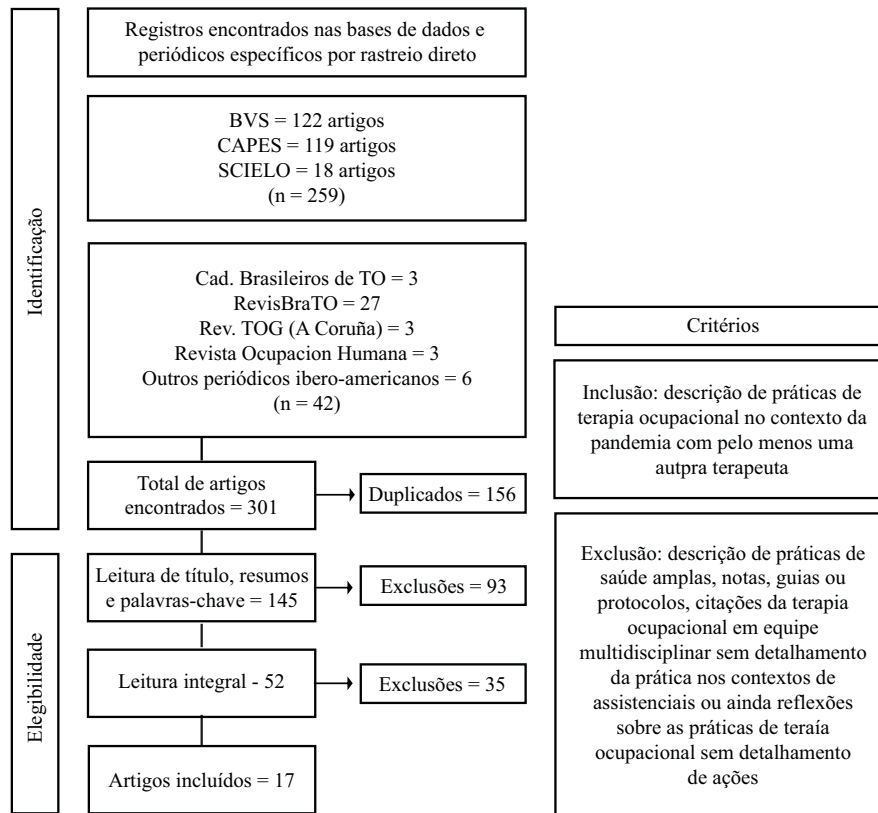 Identificação
Registros encontrados nas bases de dados e
periódicos específicos por rastreio direto
BVS = 122 artigos
CAPES = 119 artigos
SCIELO = 18 artigos
(n = 259)
Cad. Brasileiros de TO = 3
RevisBraTO = 27
Rev. TOG (A Coruña) = 3
Revista Ocupacion Humana = 3
Outros periódicos ibero-americanos = 6
(n = 42)
Total de artigos
encontrados = 301
Duplicados = 156
Elegibilidade
Leitura de título, resumos
e palavras-chave = 145
Exclusões = 93
Leitura integral - 52
Exclusões = 35
Artigos incluídos = 17
Critérios
Inclusão: descrição de práticas de
terapia ocupacional no contexto da
pandemia com pelo menos uma
autpra terapeuta
Exclusão: descrição de práticas de
saúde amplas, notas, guias ou
protocolos, citações da terapia
ocupacional em equipe
multidisciplinar sem detalhamento
da prática nos contextos de
assistenciais ou ainda reflexões
sobre as práticas de teraía
ocupacional sem detalhamento
de ações